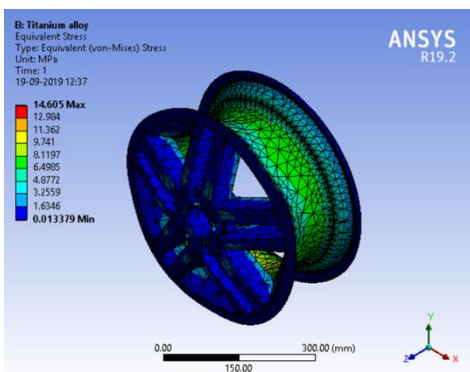 B: Titanium alloy
Equivalent Stress
Type: Equivalent (von-Mises) Stress
Unit: MPa
Time: 1
19-09-2019 12:37
14.605 Max
12.984
11.362
9.741
8.1197
6.4985
4.8772
3.2559
1.6346
0.013379 Min
ANSYS
R19.2
0.00
300.00 (mm)
150.00
Y
Z
X